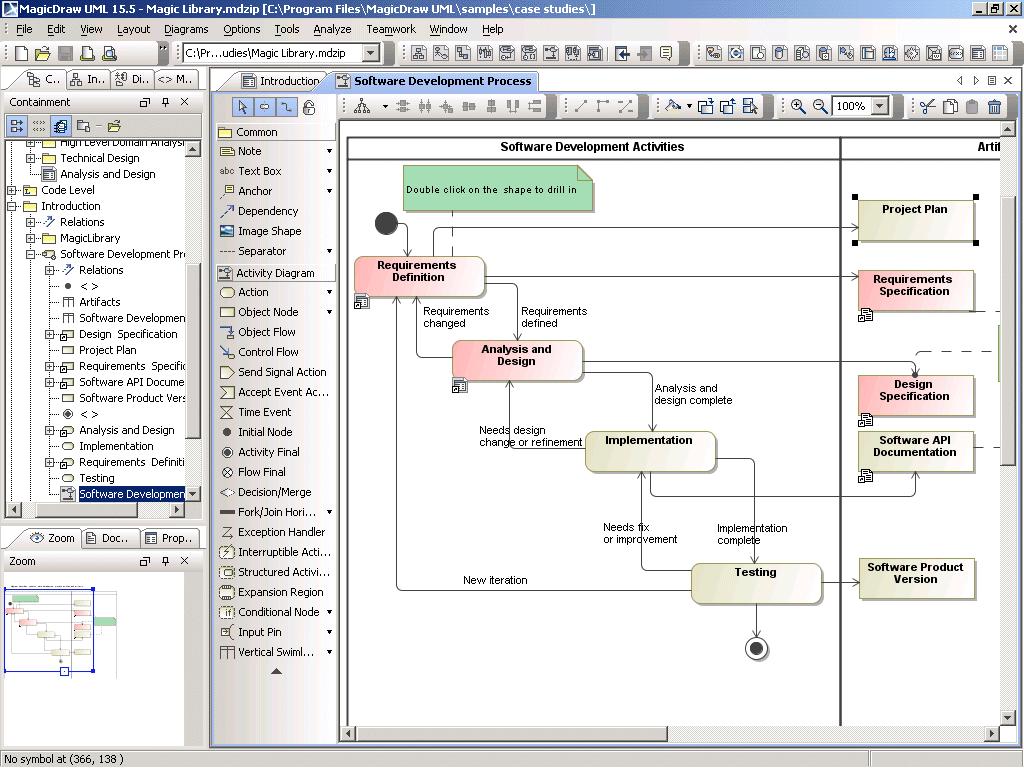 MagicDraw UML 15.5 - Magic Library.mdzip [C:\Program Files\MagicDraw UML\samples\case studies\]
File Edit View Layout Diagrams Options Tools Analyze Teamwork Window Help
C:\Pr...udies\Magic Library.mdzip
C.. In... Di... <> M...
Containment
High Level Domain Analysi
Technical Design
Analysis and Design
Code Level
Introduction
Relations
MagicLibrary
Software Development Pr
Relations
< >
Artifacts
Software Developmen
Design Specification
Project Plan
Requirements Specific
Software API Docume
Software Product Vers
< >
Analysis and Design
Implementation
Requirements Definiti
Testing
Software Developmen
Zoom Doc... Prop...
Zoom
Introduction
Software Development Process
100%
Common
Note
abc Text Box
Anchor
Dependency
Image Shape
Separator
Activity Diagram
Action
Object Node
Object Flow
Control Flow
Send Signal Action
Accept Event Ac...
Time Event
Initial Node
Activity Final
Flow Final
Decision/Merge
Fork/Join Hori...
Exception Handler
Interruptible Acti...
Structured Activi...
Expansion Region
Conditional Node
Input Pin
Vertical Swiml...
Software Development Activities
Artif
Double click on the shape to drill in
Project Plan
Requirements
Definition
Requirements
Specification
Requirements
changed
Requirements
defined
Analysis and
Design
Design
Specification
Analysis and
design complete
Needs design
change or refinement
Implementation
Software API
Documentation
Needs fix
or improvement
Implementation
complete
Testing
Software Product
Version
New iteration
No symbol at (366, 138 )